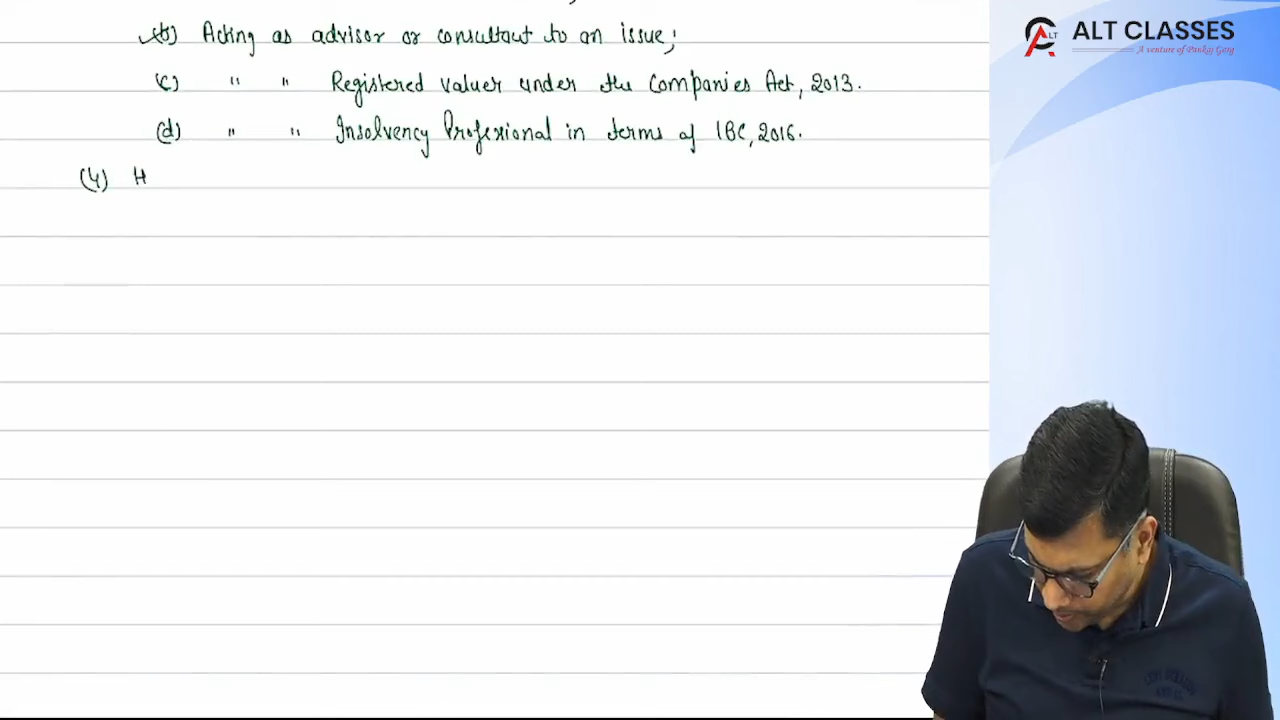 (b) Acting as advisor or consultant to an issue;
(c) " " Registered valuer under the Companies Act, 2013.
(d) " " Insolvency Professional in terms of IBC, 2016.
(4) H
ALT CLASSES
A venture of Pankaj Garg
ALT